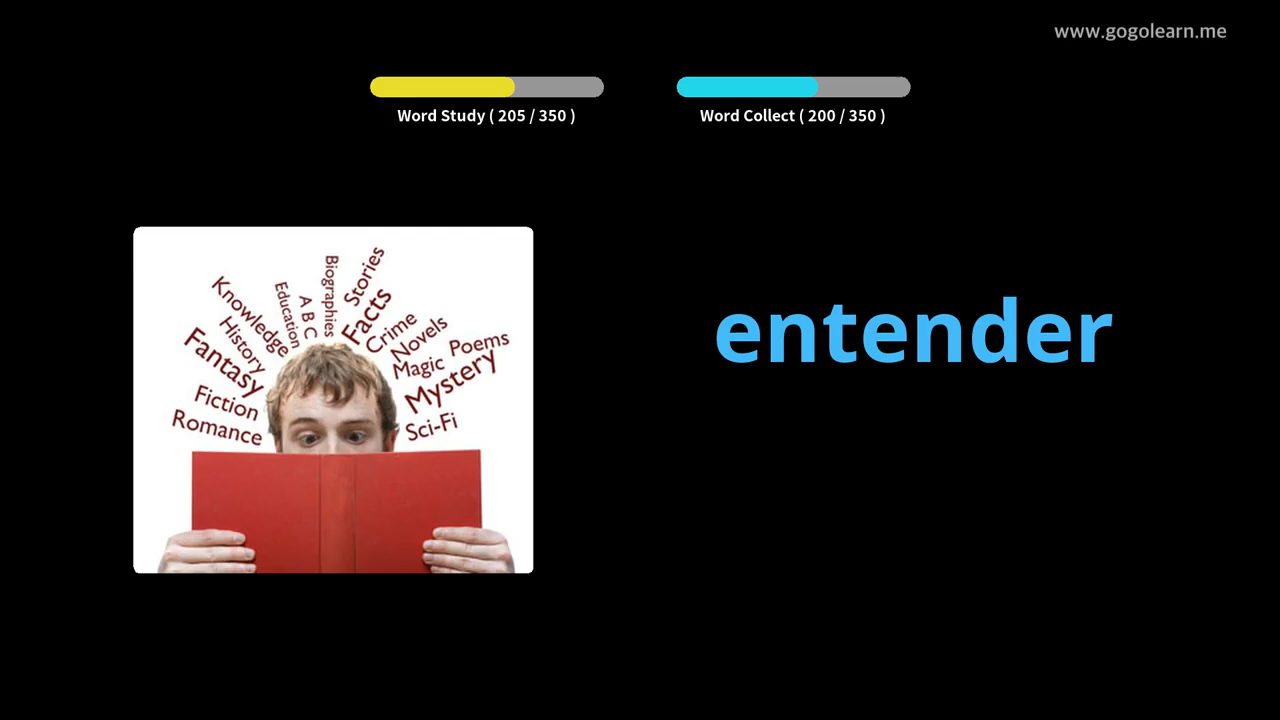 www.gogolearn.me
Word Study ( 205 / 350 )
Word Collect ( 200 / 350 )
entender
Biographies
Stories
Education
A B C
Facts
Knowledge
History
Crime
Novels
Poems
Fantasy
Magic
Mystery
Fiction
Romance
Sci-Fi